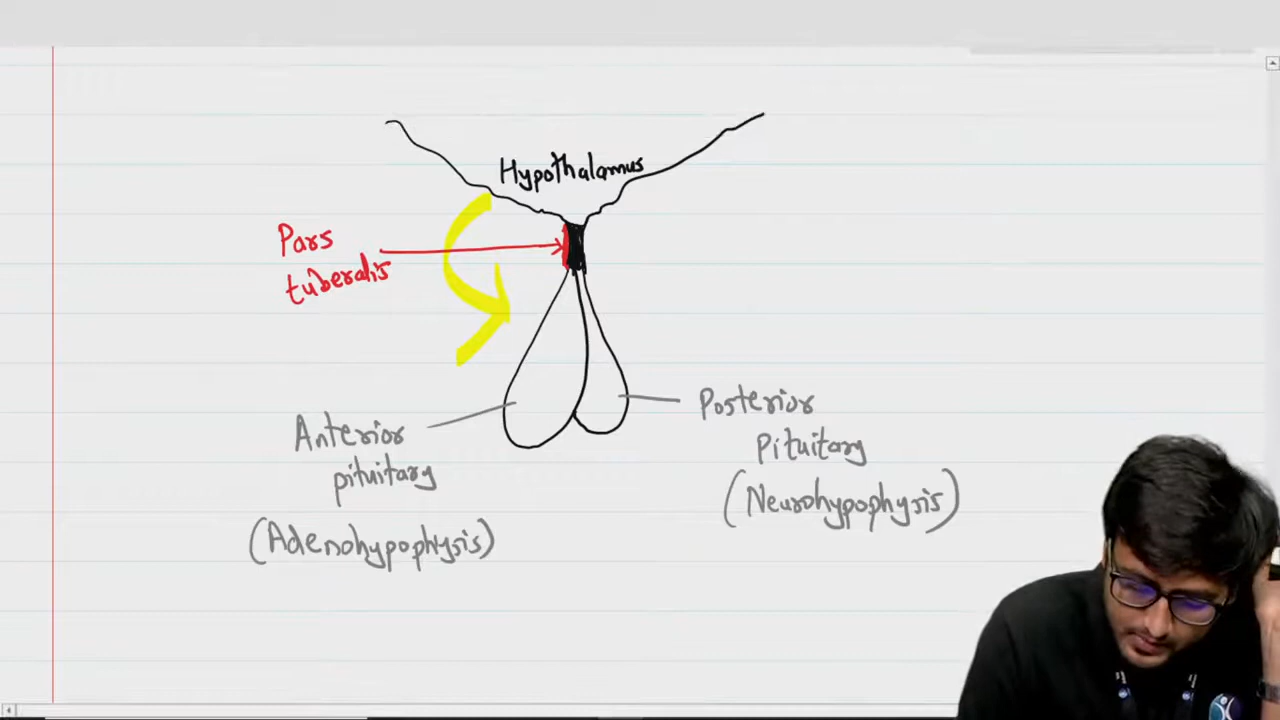 Hypothalamus
Pars
tuberalis
Anterior
pituitary
(Adenohypophysis)
Posterior
Pituitary
(Neurohypophysis)